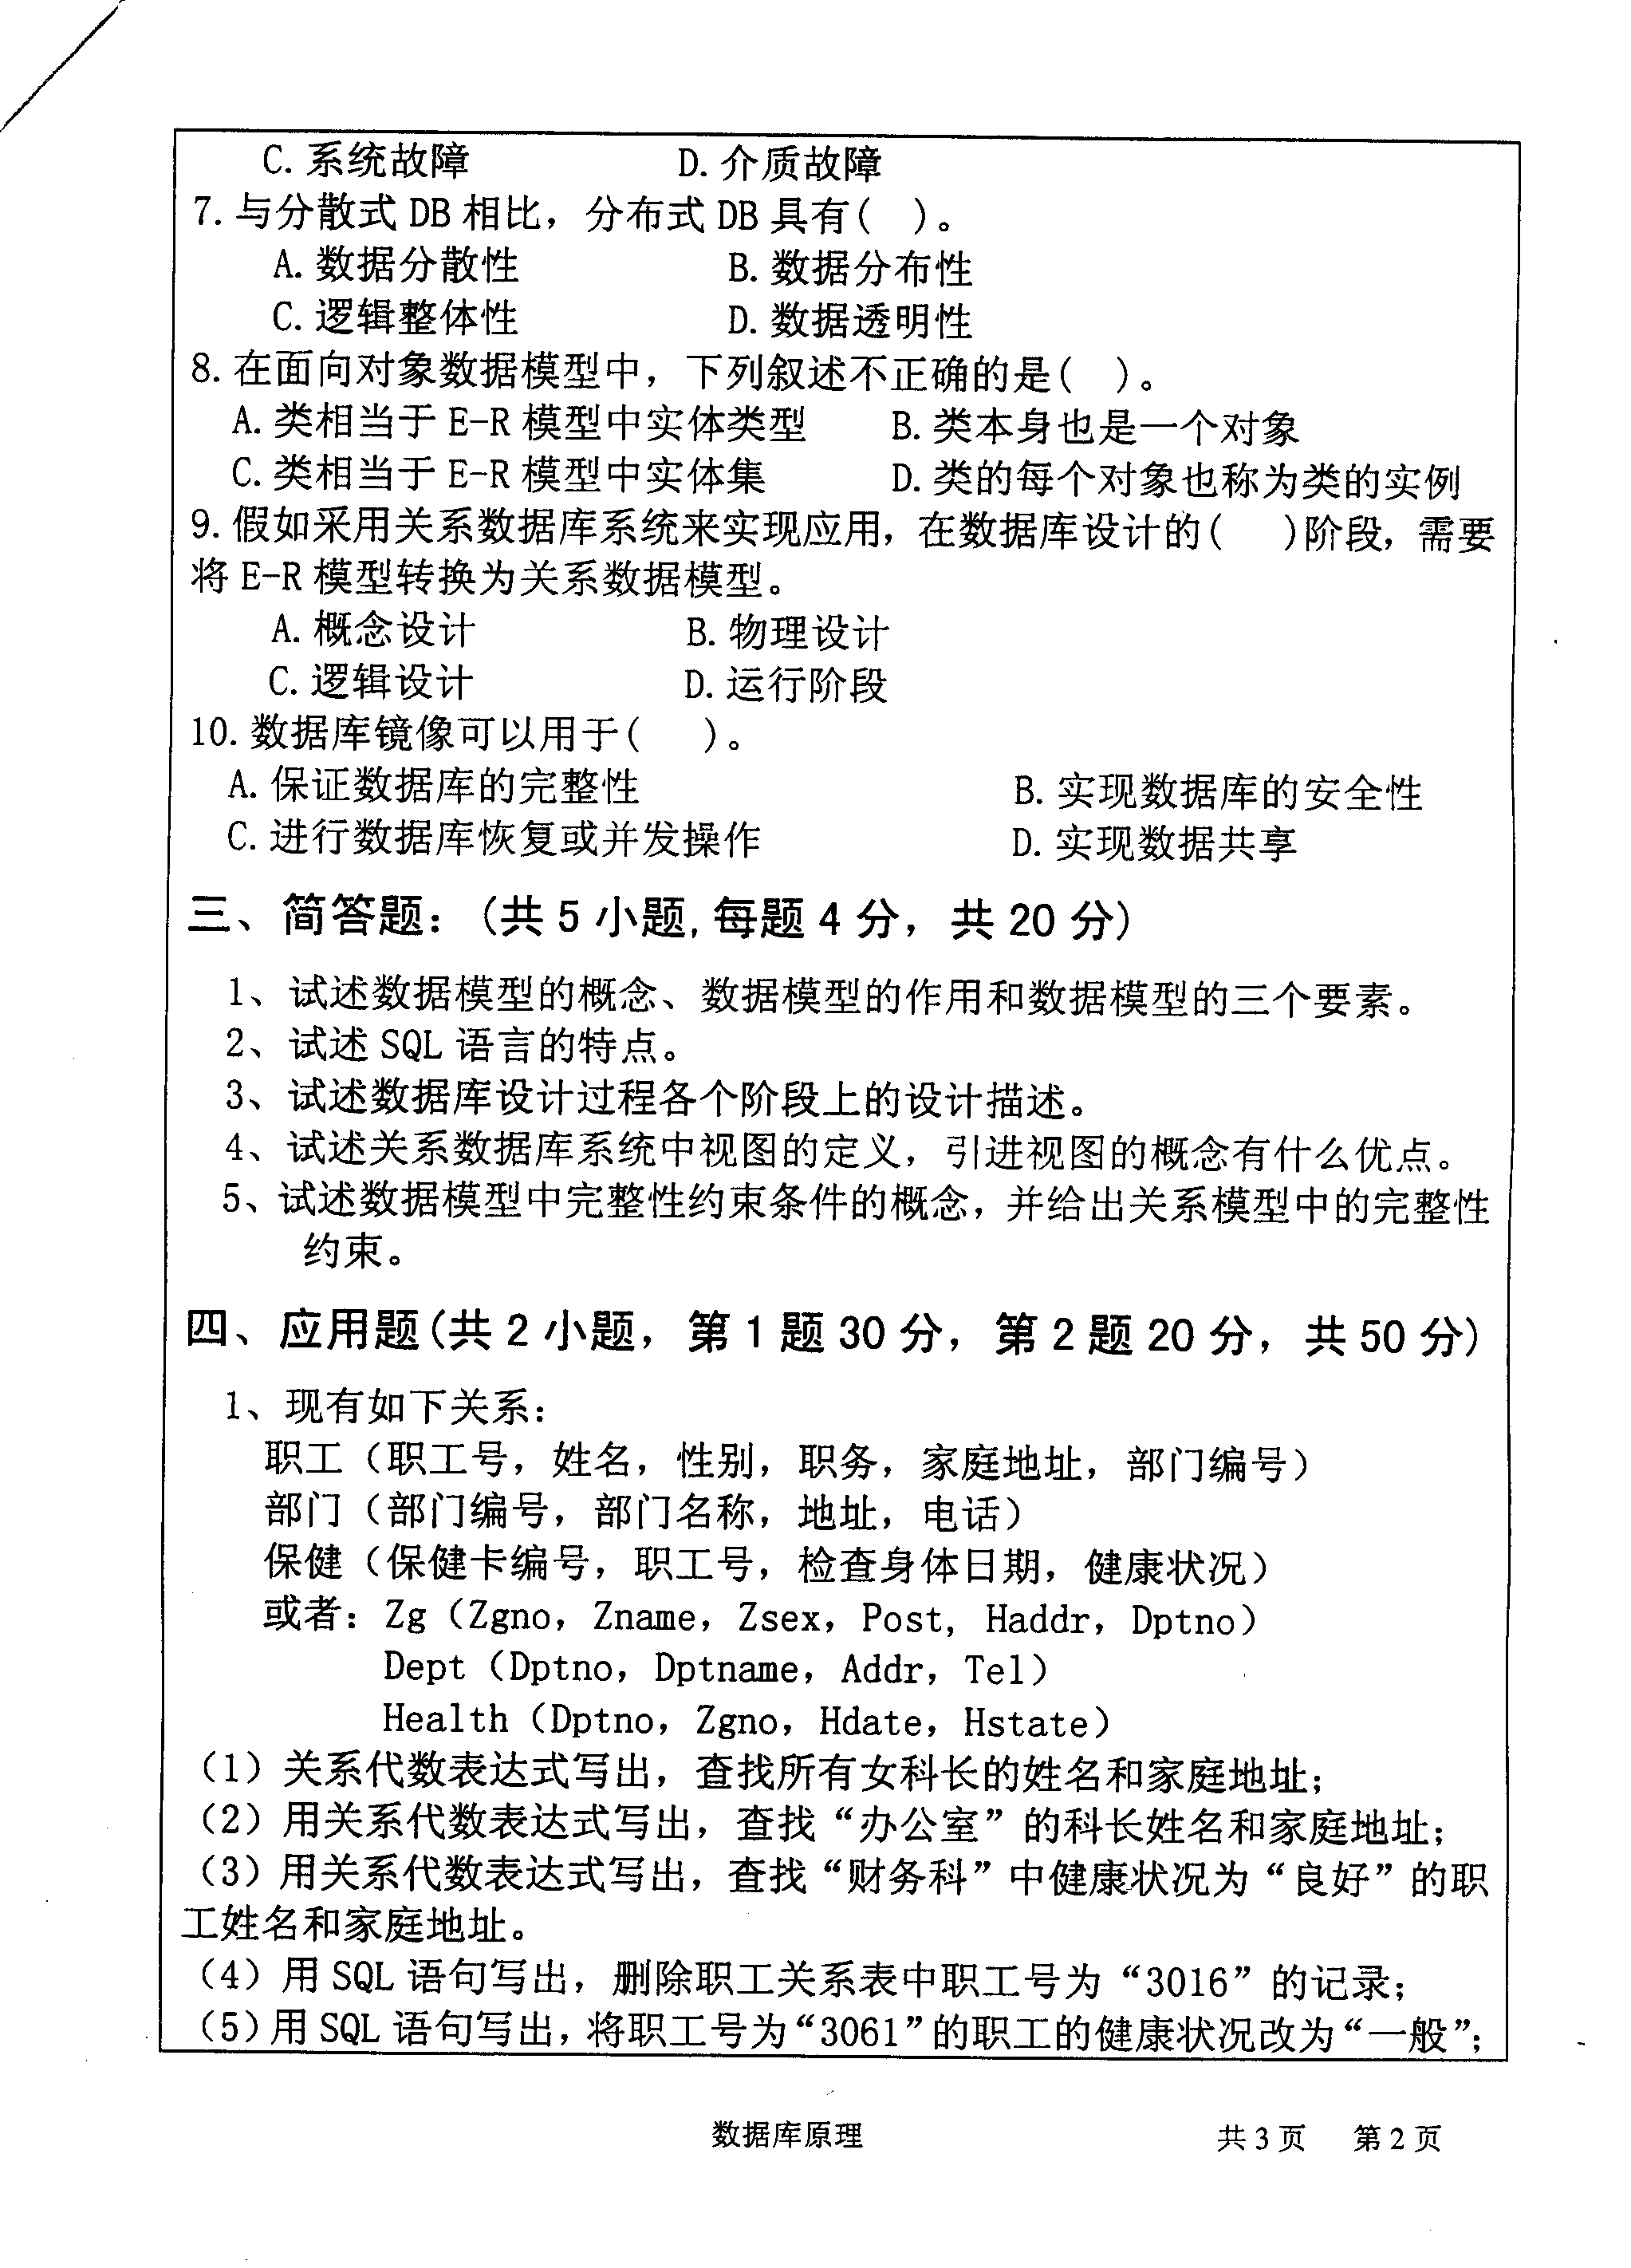 C. 系统故障 D. 介质故障
7. 与分散式 DB 相比，分布式 DB 具有( )。
A. 数据分散性 B. 数据分布性
C. 逻辑整体性 D. 数据透明性
8. 在面向对象数据模型中，下列叙述不正确的是( )。
A. 类相当于 E-R 模型中实体类型 B. 类本身也是一个对象
C. 类相当于 E-R 模型中实体集 D. 类的每个对象也称为类的实例
9. 假如采用关系数据库系统来实现应用，在数据库设计的( )阶段，需要
将 E-R 模型转换为关系数据模型。
A. 概念设计 B. 物理设计
C. 逻辑设计 D. 运行阶段
10. 数据库镜像可以用于( )。
A. 保证数据库的完整性 B. 实现数据库的安全性
C. 进行数据库恢复或并发操作 D. 实现数据共享
三、简答题：(共 5 小题, 每题 4 分，共 20 分)
1、试述数据模型的概念、数据模型的作用和数据模型的三个要素。
2、试述 SQL 语言的特点。
3、试述数据库设计过程各个阶段上的设计描述。
4、试述关系数据库系统中视图的定义，引进视图的概念有什么优点。
5、试述数据模型中完整性约束条件的概念，并给出关系模型中的完整性
约束。
四、应用题(共 2 小题，第 1 题 30 分，第 2 题 20 分，共 50 分)
1、现有如下关系：
职工（职工号，姓名，性别，职务，家庭地址，部门编号）
部门（部门编号，部门名称，地址，电话）
保健（保健卡编号，职工号，检查身体日期，健康状况）
或者：Zg（Zgno，Zname，Zsex，Post，Haddr，Dptno）
Dept（Dptno，Dptname，Addr，Tel）
Health（Dptno，Zgno，Hdate，Hstate）
（1）关系代数表达式写出，查找所有女科长的姓名和家庭地址；
（2）用关系代数表达式写出，查找“办公室”的科长姓名和家庭地址；
（3）用关系代数表达式写出，查找“财务科”中健康状况为“良好”的职
工姓名和家庭地址。
（4）用 SQL 语句写出，删除职工关系表中职工号为“3016”的记录；
（5）用 SQL 语句写出，将职工号为“3061”的职工的健康状况改为“一般”；
数据库原理 共 3 页 第 2 页